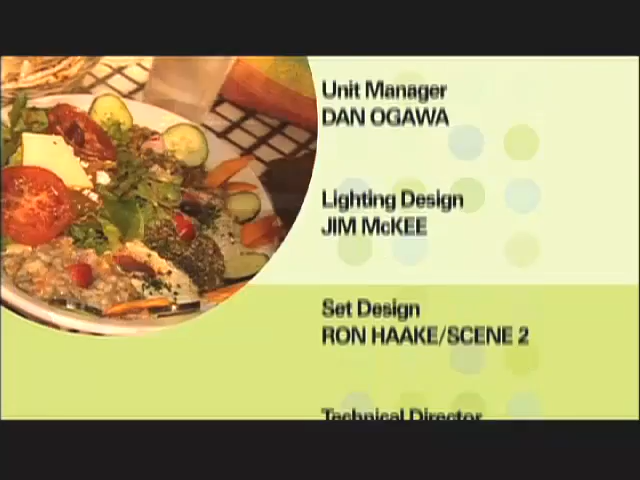 Unit Manager
DAN OGAWA
Lighting Design
JIM McKEE
Set Design
RON HAAKE/SCENE 2
Technical Director